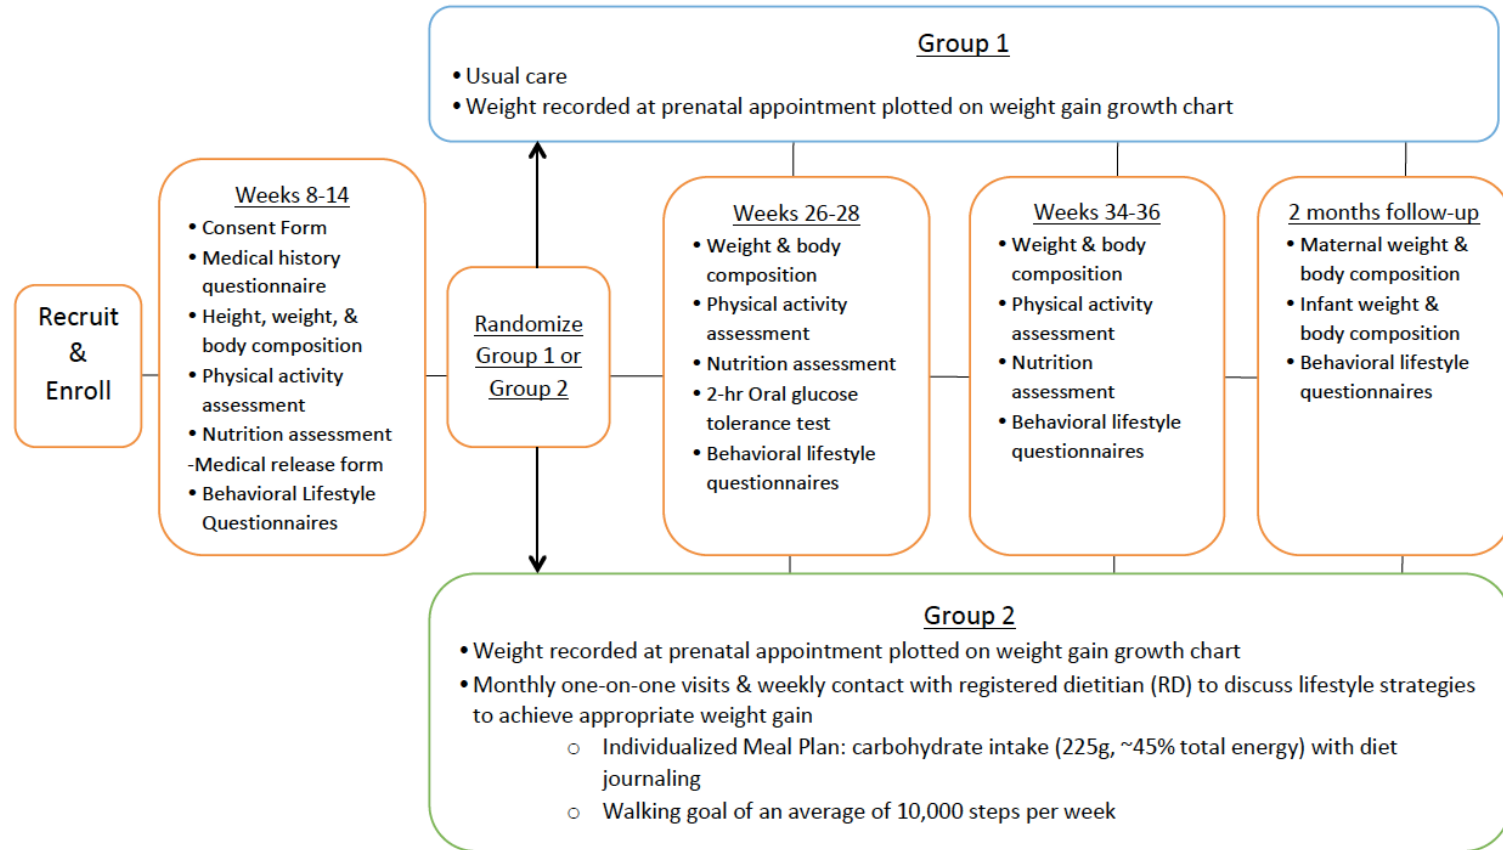 Group 1
• Usual care
• Weight recorded at prenatal appointment plotted on weight gain growth chart
Recruit
&
Enroll
Weeks 8-14
• Consent Form
• Medical history
questionnaire
• Height, weight, &
body composition
• Physical activity
assessment
• Nutrition assessment
-Medical release form
• Behavioral Lifestyle
Questionnaires
Randomize
Group 1 or
Group 2
Weeks 26-28
• Weight & body
composition
• Physical activity
assessment
• Nutrition assessment
• 2-hr Oral glucose
tolerance test
• Behavioral lifestyle
questionnaires
Weeks 34-36
• Weight & body
composition
• Physical activity
assessment
• Nutrition
assessment
• Behavioral lifestyle
questionnaires
2 months follow-up
• Maternal weight &
body composition
• Infant weight &
body composition
• Behavioral lifestyle
questionnaires
Group 2
• Weight recorded at prenatal appointment plotted on weight gain growth chart
• Monthly one-on-one visits & weekly contact with registered dietitian (RD) to discuss lifestyle strategies
to achieve appropriate weight gain
o Individualized Meal Plan: carbohydrate intake (225g, ~45% total energy) with diet
journaling
o Walking goal of an average of 10,000 steps per week